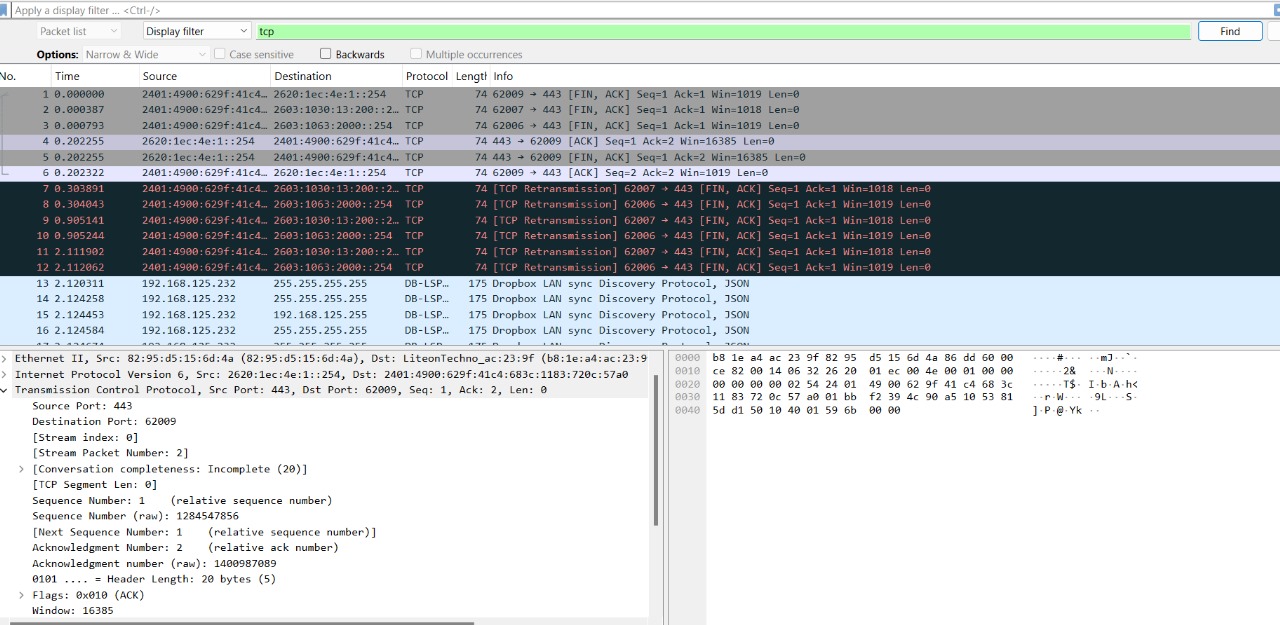 Apply a display filter … <Ctrl-/>
Packet list Display filter tcp Find
Options: Narrow & Wide Case sensitive Backwards Multiple occurrences
No. Time Source Destination Protocol Lengtl Info
1 0.000000 2401:4900:629f:41c4… 2620:1ec:4e:1::254 TCP 74 62009 → 443 [FIN, ACK] Seq=1 Ack=1 Win=1019 Len=0
2 0.000387 2401:4900:629f:41c4… 2603:1030:13:200::2… TCP 74 62007 → 443 [FIN, ACK] Seq=1 Ack=1 Win=1018 Len=0
3 0.000793 2401:4900:629f:41c4… 2603:1063:2000::254 TCP 74 62006 → 443 [FIN, ACK] Seq=1 Ack=1 Win=1019 Len=0
4 0.202255 2620:1ec:4e:1::254 2401:4900:629f:41c4… TCP 74 443 → 62009 [ACK] Seq=1 Ack=2 Win=16385 Len=0
5 0.202255 2620:1ec:4e:1::254 2401:4900:629f:41c4… TCP 74 443 → 62009 [FIN, ACK] Seq=1 Ack=2 Win=16385 Len=0
6 0.202322 2401:4900:629f:41c4… 2620:1ec:4e:1::254 TCP 74 62009 → 443 [ACK] Seq=2 Ack=2 Win=1019 Len=0
7 0.303891 2401:4900:629f:41c4… 2603:1030:13:200::2… TCP 74 [TCP Retransmission] 62007 → 443 [FIN, ACK] Seq=1 Ack=1 Win=1018 Len=0
8 0.304043 2401:4900:629f:41c4… 2603:1063:2000::254 TCP 74 [TCP Retransmission] 62006 → 443 [FIN, ACK] Seq=1 Ack=1 Win=1019 Len=0
9 0.905141 2401:4900:629f:41c4… 2603:1030:13:200::2… TCP 74 [TCP Retransmission] 62007 → 443 [FIN, ACK] Seq=1 Ack=1 Win=1018 Len=0
10 0.905244 2401:4900:629f:41c4… 2603:1063:2000::254 TCP 74 [TCP Retransmission] 62006 → 443 [FIN, ACK] Seq=1 Ack=1 Win=1019 Len=0
11 2.111902 2401:4900:629f:41c4… 2603:1030:13:200::2… TCP 74 [TCP Retransmission] 62007 → 443 [FIN, ACK] Seq=1 Ack=1 Win=1018 Len=0
12 2.112062 2401:4900:629f:41c4… 2603:1063:2000::254 TCP 74 [TCP Retransmission] 62006 → 443 [FIN, ACK] Seq=1 Ack=1 Win=1019 Len=0
13 2.120311 192.168.125.232 255.255.255.255 DB-LSP… 175 Dropbox LAN sync Discovery Protocol, JSON
14 2.124258 192.168.125.232 255.255.255.255 DB-LSP… 175 Dropbox LAN sync Discovery Protocol, JSON
15 2.124453 192.168.125.232 192.168.125.255 DB-LSP… 175 Dropbox LAN sync Discovery Protocol, JSON
16 2.124584 192.168.125.232 255.255.255.255 DB-LSP… 175 Dropbox LAN sync Discovery Protocol, JSON
Ethernet II, Src: 82:95:d5:15:6d:4a (82:95:d5:15:6d:4a), Dst: LiteonTechno_ac:23:9f (b8:1e:a4:ac:23:9
Internet Protocol Version 6, Src: 2620:1ec:4e:1::254, Dst: 2401:4900:629f:41c4:683c:1183:720c:57a0
Transmission Control Protocol, Src Port: 443, Dst Port: 62009, Seq: 1, Ack: 2, Len: 0
Source Port: 443
Destination Port: 62009
[Stream index: 0]
[Stream Packet Number: 2]
[Conversation completeness: Incomplete (20)]
[TCP Segment Len: 0]
Sequence Number: 1 (relative sequence number)
Sequence Number (raw): 1284547856
[Next Sequence Number: 1 (relative sequence number)]
Acknowledgment Number: 2 (relative ack number)
Acknowledgment number (raw): 1400987089
0101 .... = Header Length: 20 bytes (5)
Flags: 0x010 (ACK)
Window: 16385
0000 b8 1e a4 ac 23 9f 82 95 d5 15 6d 4a 86 dd 60 00 ····#··· ··mJ··`·
0010 ce 82 00 14 06 32 26 20 01 ec 00 4e 00 01 00 00 ·····2& ···N····
0020 00 00 00 00 02 54 24 01 49 00 62 9f 41 c4 68 3c ·····T$· I·b·A·h<
0030 11 83 72 0c 57 a0 01 bb f2 39 4c 90 a5 10 53 81 ··r·W··· ·9L···S·
0040 5d d1 50 10 40 01 59 6b 00 00 ]·P·@·Yk ··